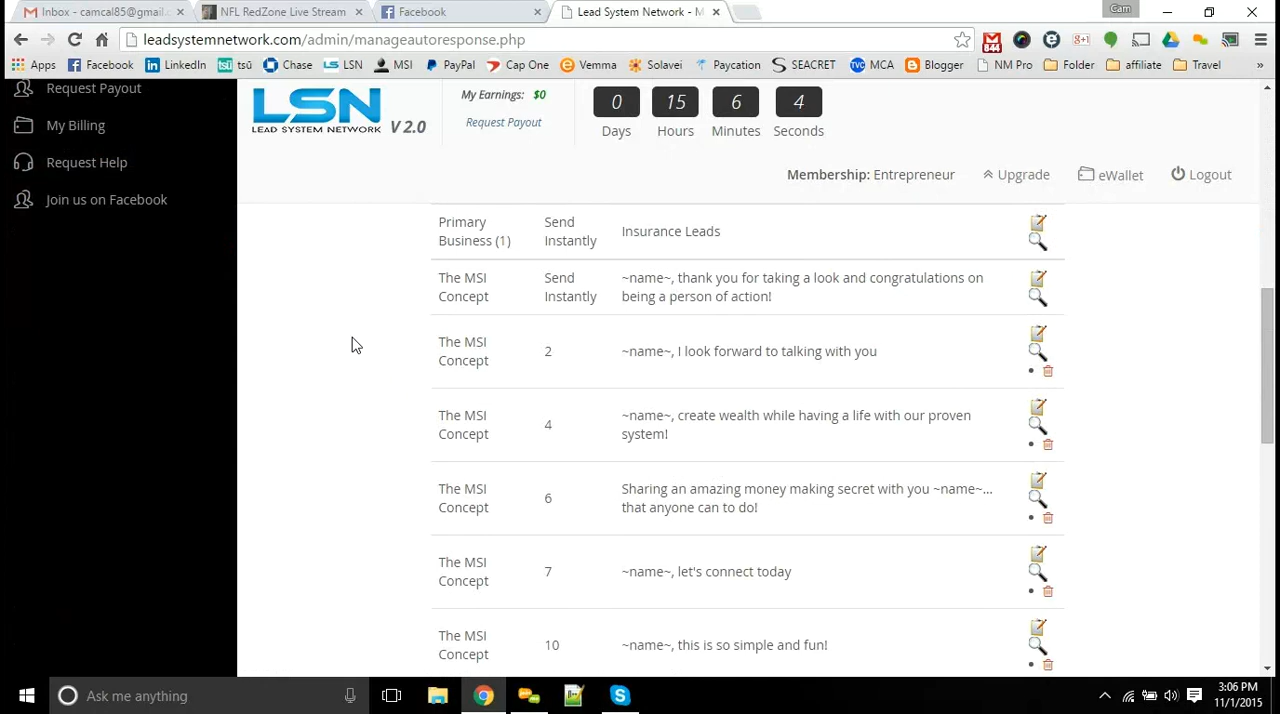 Inbox - camcal85@gmail
NFL RedZone Live Stream
Facebook
Lead System Network - M
Cam
leadsystemnetwork.com/admin/manageautoresponse.php
844
Apps
Facebook
LinkedIn
tsū
Chase
LSN
MSI
PayPal
Cap One
Vemma
Solavei
Paycation
SEACRET
MCA
Blogger
NM Pro
Folder
affiliate
Travel
»
Request Payout
My Billing
Request Help
Join us on Facebook
LSN
LEAD SYSTEM NETWORK
V 2.0
My Earnings: $0
Request Payout
0 15 6 4
Days Hours Minutes Seconds
Membership: Entrepreneur
Upgrade
eWallet
Logout
Primary
Business (1)
Send
Instantly
Insurance Leads
The MSI
Concept
Send
Instantly
~name~, thank you for taking a look and congratulations on
being a person of action!
The MSI
Concept
2
~name~, I look forward to talking with you
The MSI
Concept
4
~name~, create wealth while having a life with our proven
system!
The MSI
Concept
6
Sharing an amazing money making secret with you ~name~...
that anyone can to do!
The MSI
Concept
7
~name~, let's connect today
The MSI
Concept
10
~name~, this is so simple and fun!
Ask me anything
3:06 PM
11/1/2015